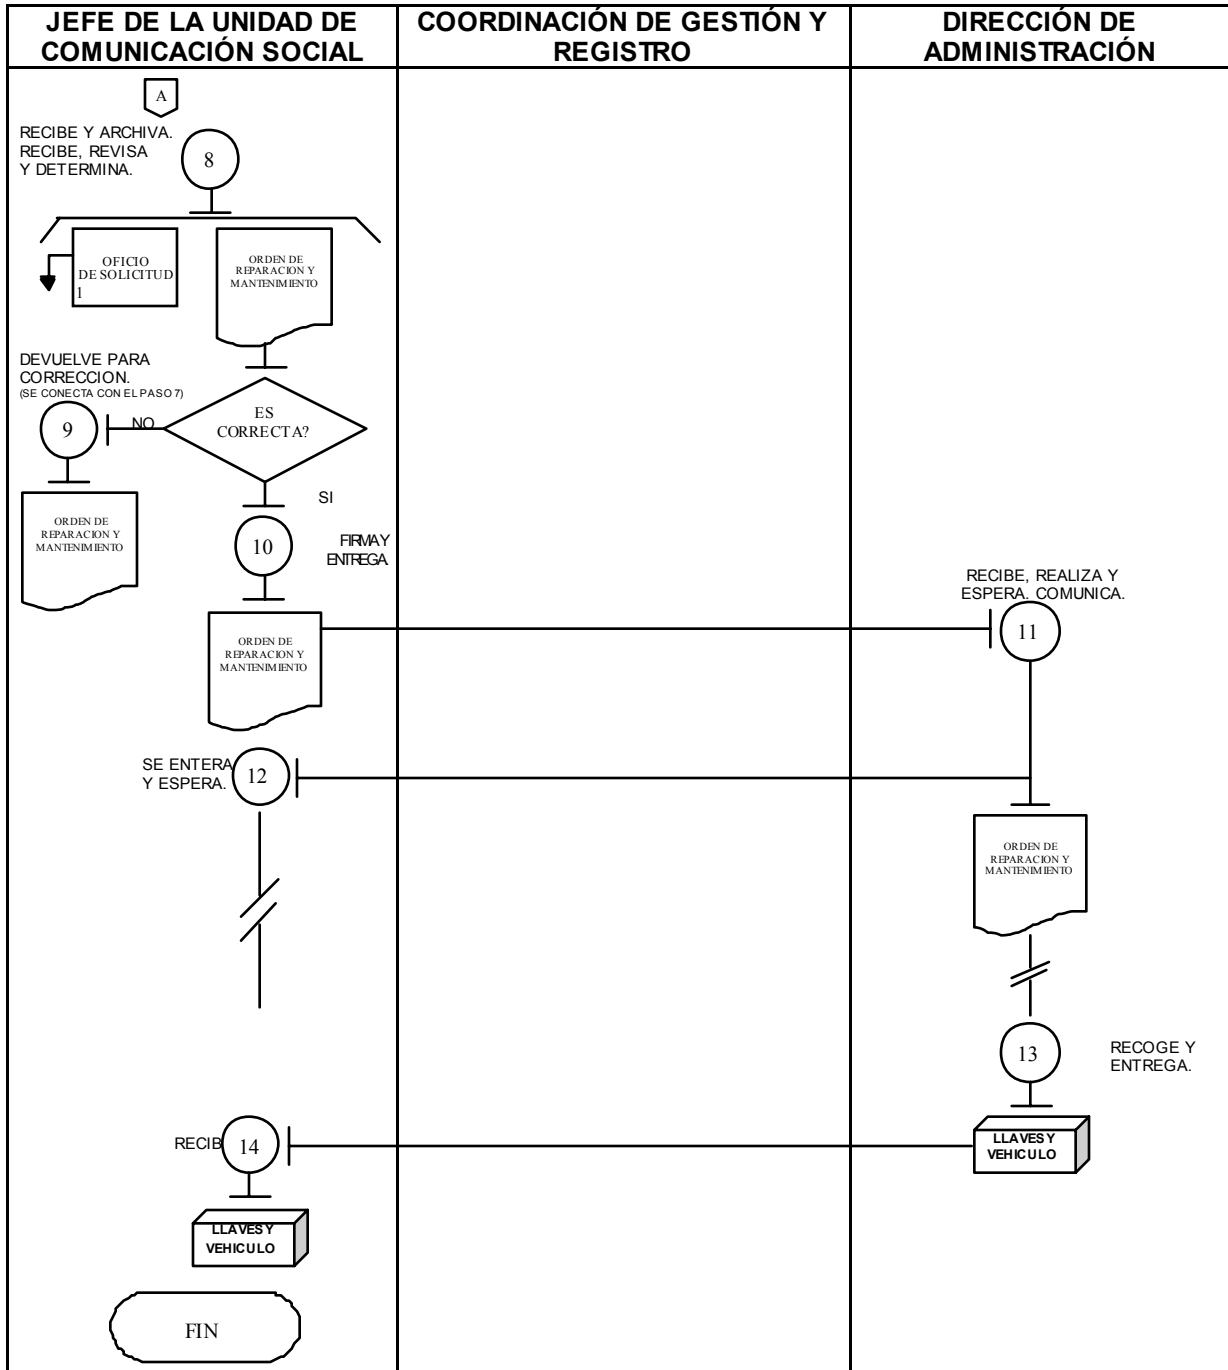 JEFE DE LA UNIDAD DE
COMUNICACIÓN SOCIAL
COORDINACIÓN DE GESTIÓN Y
REGISTRO
DIRECCIÓN DE
ADMINISTRACIÓN
A
RECIBE Y ARCHIVA.
RECIBE, REVISA
Y DETERMINA.
8
OFICIO
DE SOLICITUD
1
ORDEN DE
REPARACION Y
MANTENIMIENTO
DEVUELVE PARA
CORRECCION.
(SE CONECTA CON EL PASO 7)
9
NO
ES
CORRECTA?
SI
ORDEN DE
REPARACION Y
MANTENIMIENTO
10
FIRMA Y
ENTREGA.
RECIBE, REALIZA Y
ESPERA. COMUNICA.
11
ORDEN DE
REPARACION Y
MANTENIMIENTO
SE ENTERA
Y ESPERA.
12
ORDEN DE
REPARACION Y
MANTENIMIENTO
13
RECOGE Y
ENTREGA.
LLAVES Y
VEHICULO
RECIB
14
LLAVES Y
VEHICULO
FIN